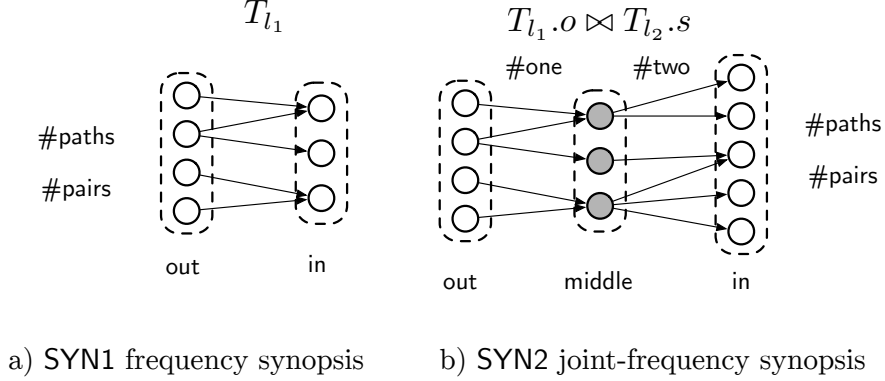 T_{l_1}
#paths
#pairs
out
in
a) SYN1 frequency synopsis
T_{l_1}.o ⋈ T_{l_2}.s
#one
#two
#paths
#pairs
out
middle
in
b) SYN2 joint-frequency synopsis